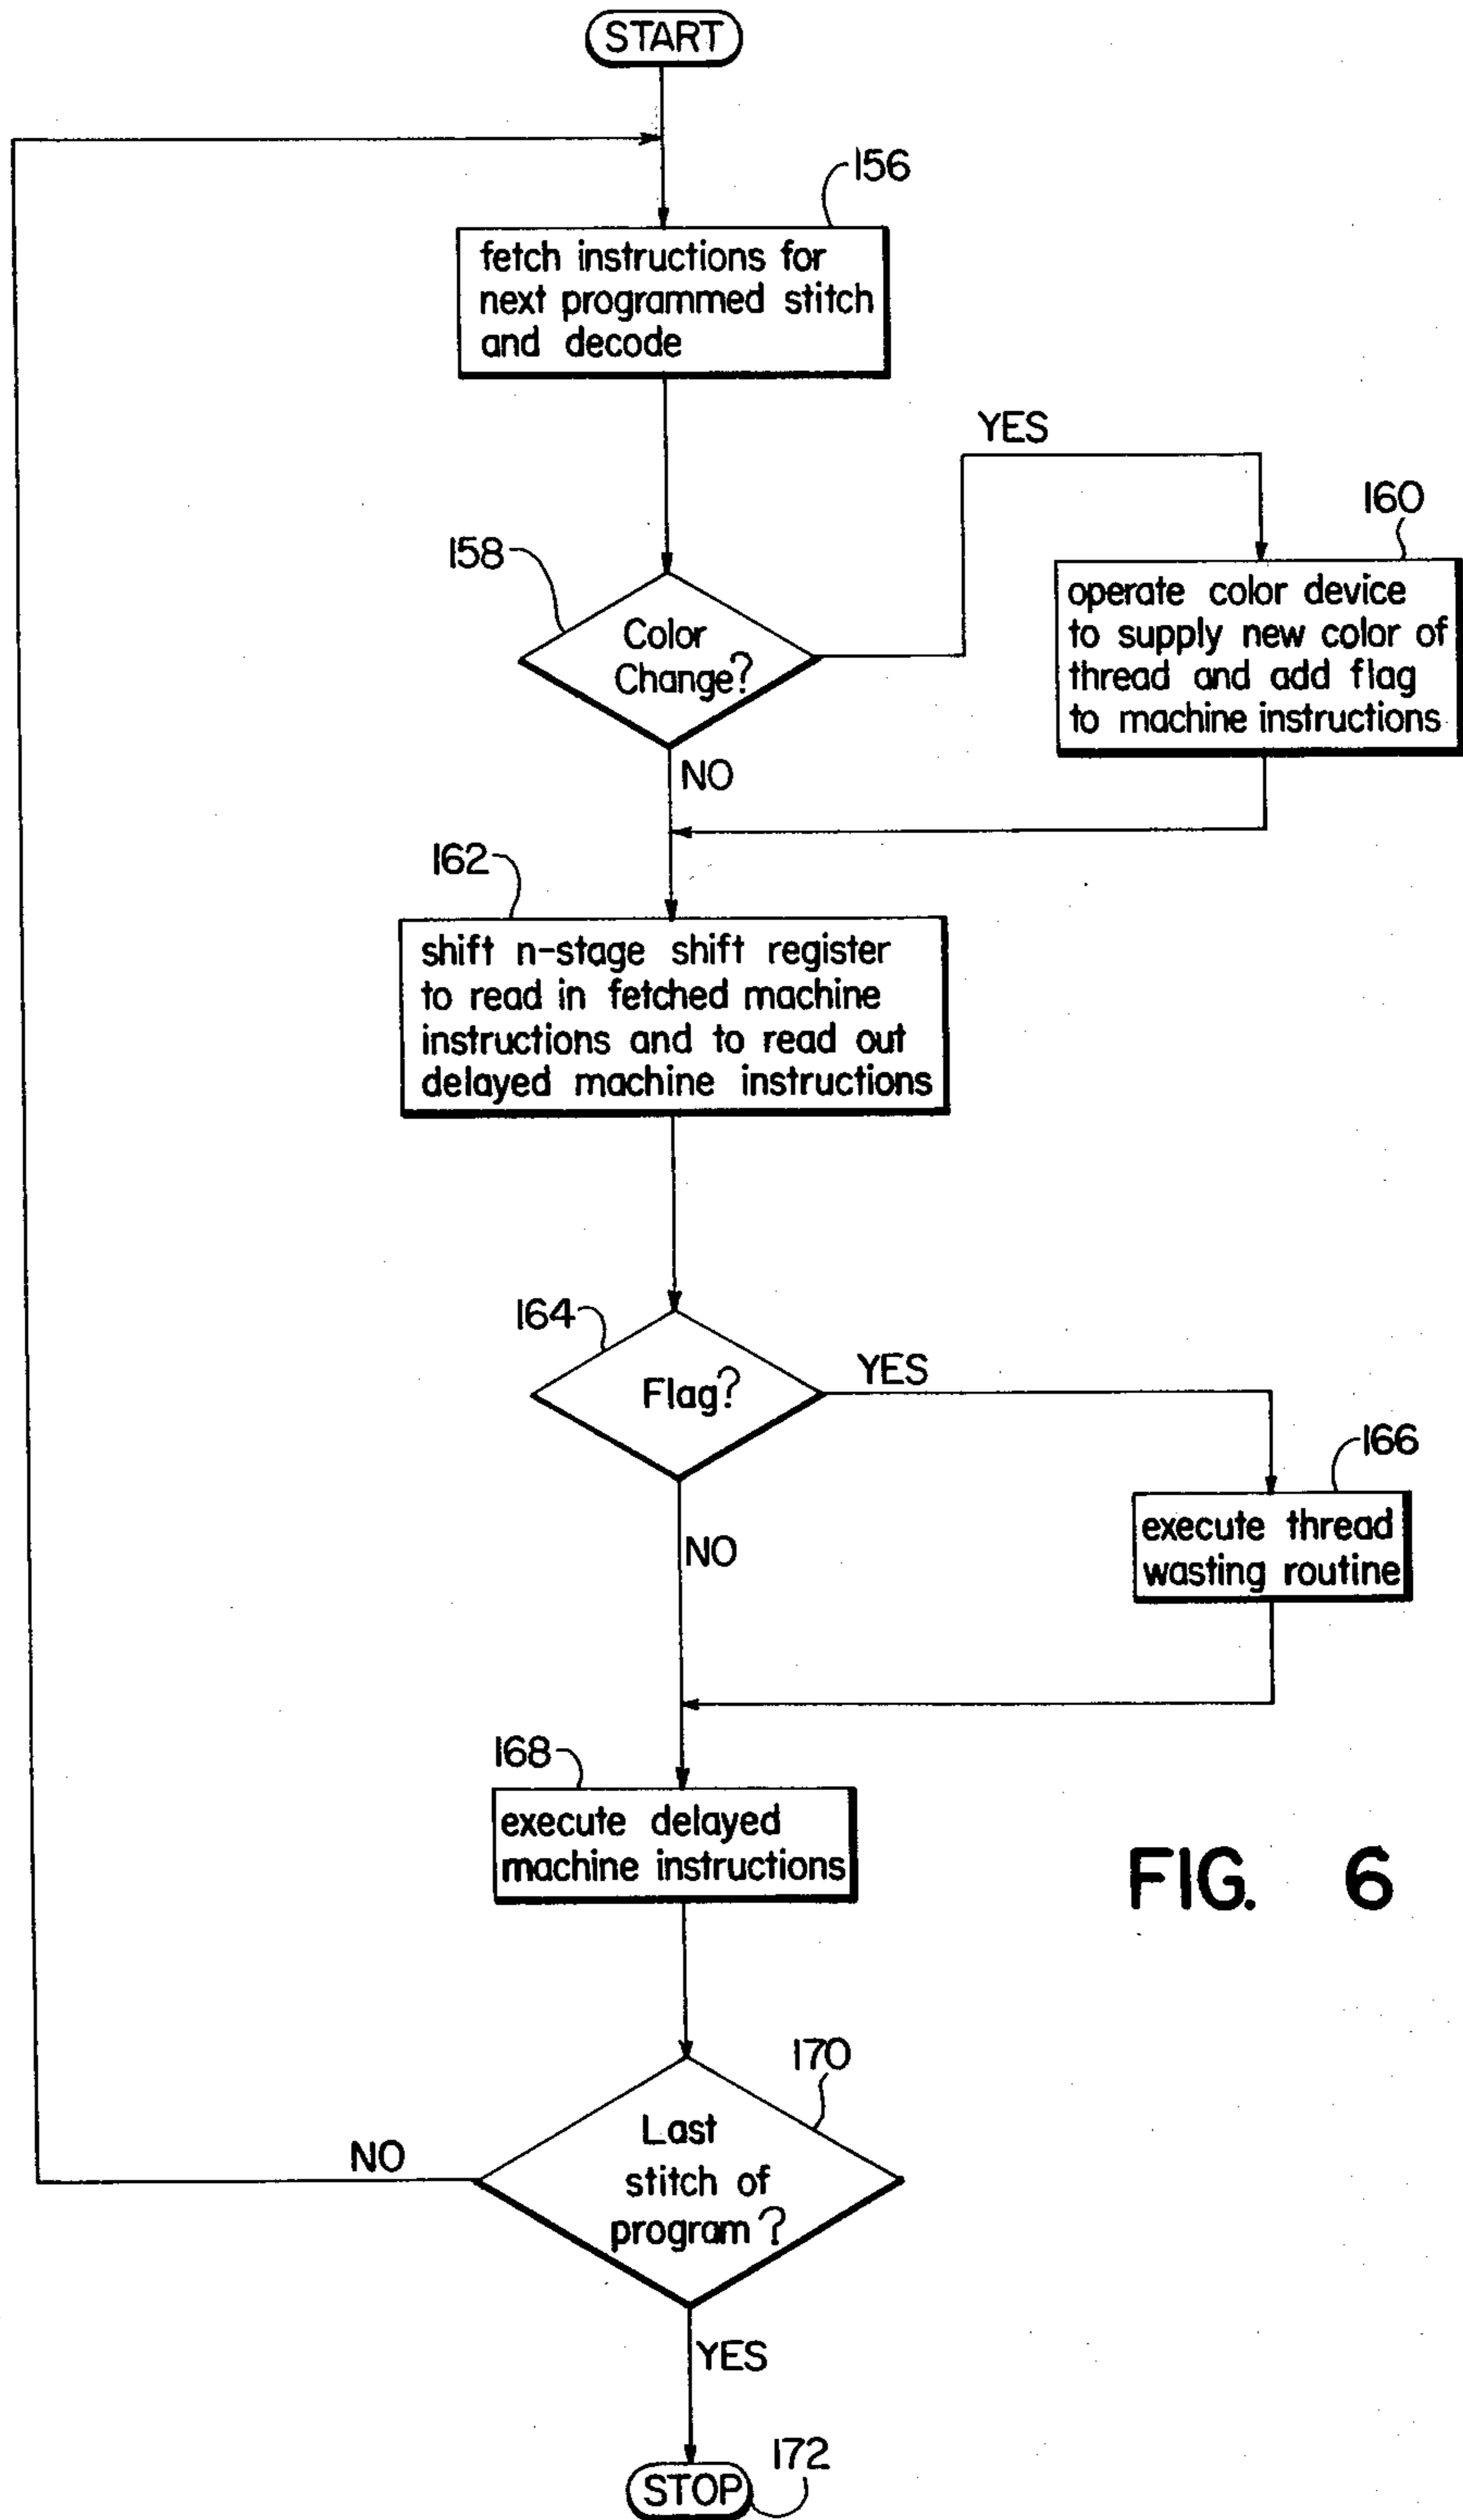 START
156
fetch instructions for
next programmed stitch
and decode
YES
160
158
Color
Change?
operate color device
to supply new color of
thread and add flag
to machine instructions
NO
162
shift n-stage shift register
to read in fetched machine
instructions and to read out
delayed machine instructions
164
Flag?
YES
166
execute thread
wasting routine
NO
168
execute delayed
machine instructions
FIG. 6
170
Last
stitch of
program?
NO
YES
172
STOP